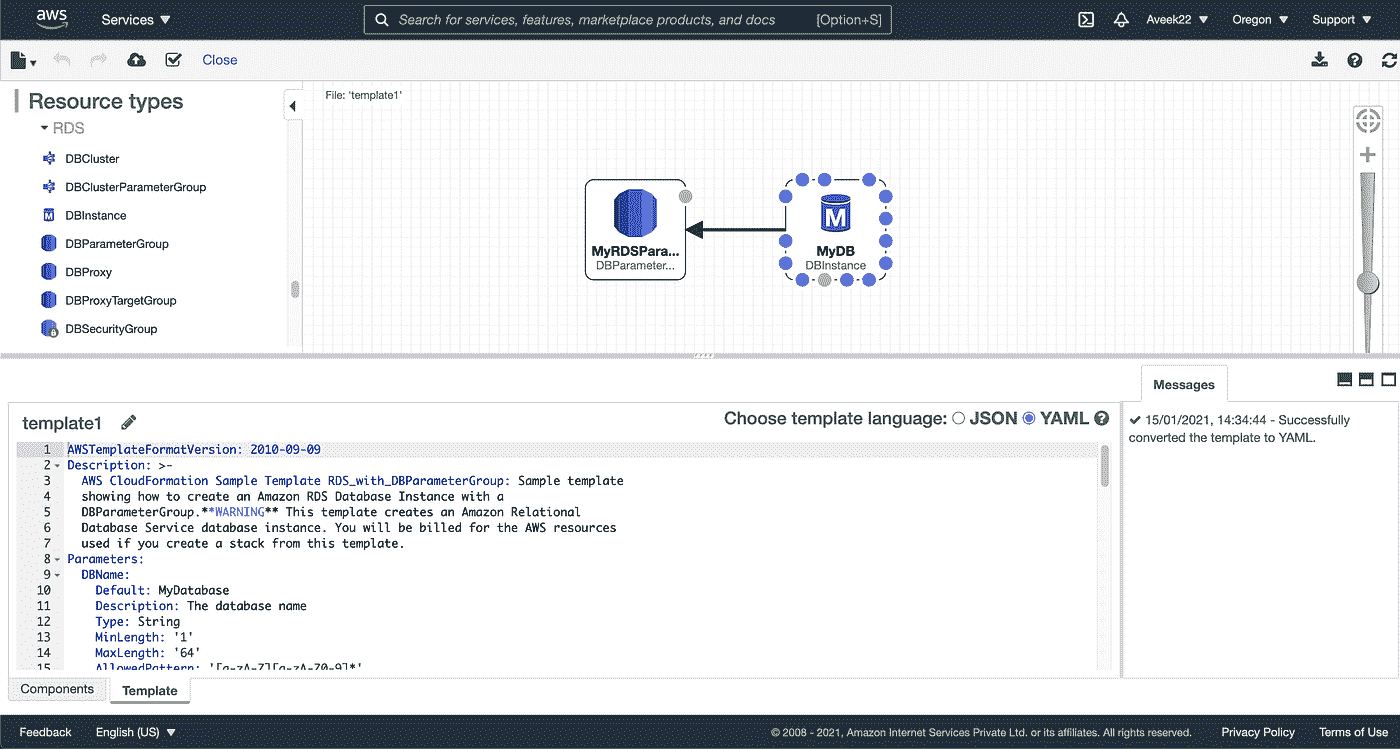 aws
Services
Search for services, features, marketplace products, and docs
[Option+S]
Aveek22
Oregon
Support
Close
Resource types
RDS
DBCluster
DBClusterParameterGroup
DBInstance
DBParameterGroup
DBProxy
DBProxyTargetGroup
DBSecurityGroup
File: 'template1'
MyRDSPara...
DBParameter...
M
MyDB
DBInstance
template1
Choose template language: JSON YAML
1 AWSTemplateFormatVersion: 2010-09-09
2 Description: >-
3 AWS CloudFormation Sample Template RDS_with_DBParameterGroup: Sample template
4 showing how to create an Amazon RDS Database Instance with a
5 DBParameterGroup.**WARNING** This template creates an Amazon Relational
6 Database Service database instance. You will be billed for the AWS resources
7 used if you create a stack from this template.
8 Parameters:
9 DBName:
10 Default: MyDatabase
11 Description: The database name
12 Type: String
13 MinLength: '1'
14 MaxLength: '64'
15 AllowedPattern: '[a-zA-Z][a-zA-Z0-9]*'
Messages
15/01/2021, 14:34:44 - Successfully
converted the template to YAML.
Components
Template
Feedback
English (US)
© 2008 - 2021, Amazon Internet Services Private Ltd. or its affiliates. All rights reserved.
Privacy Policy
Terms of Use